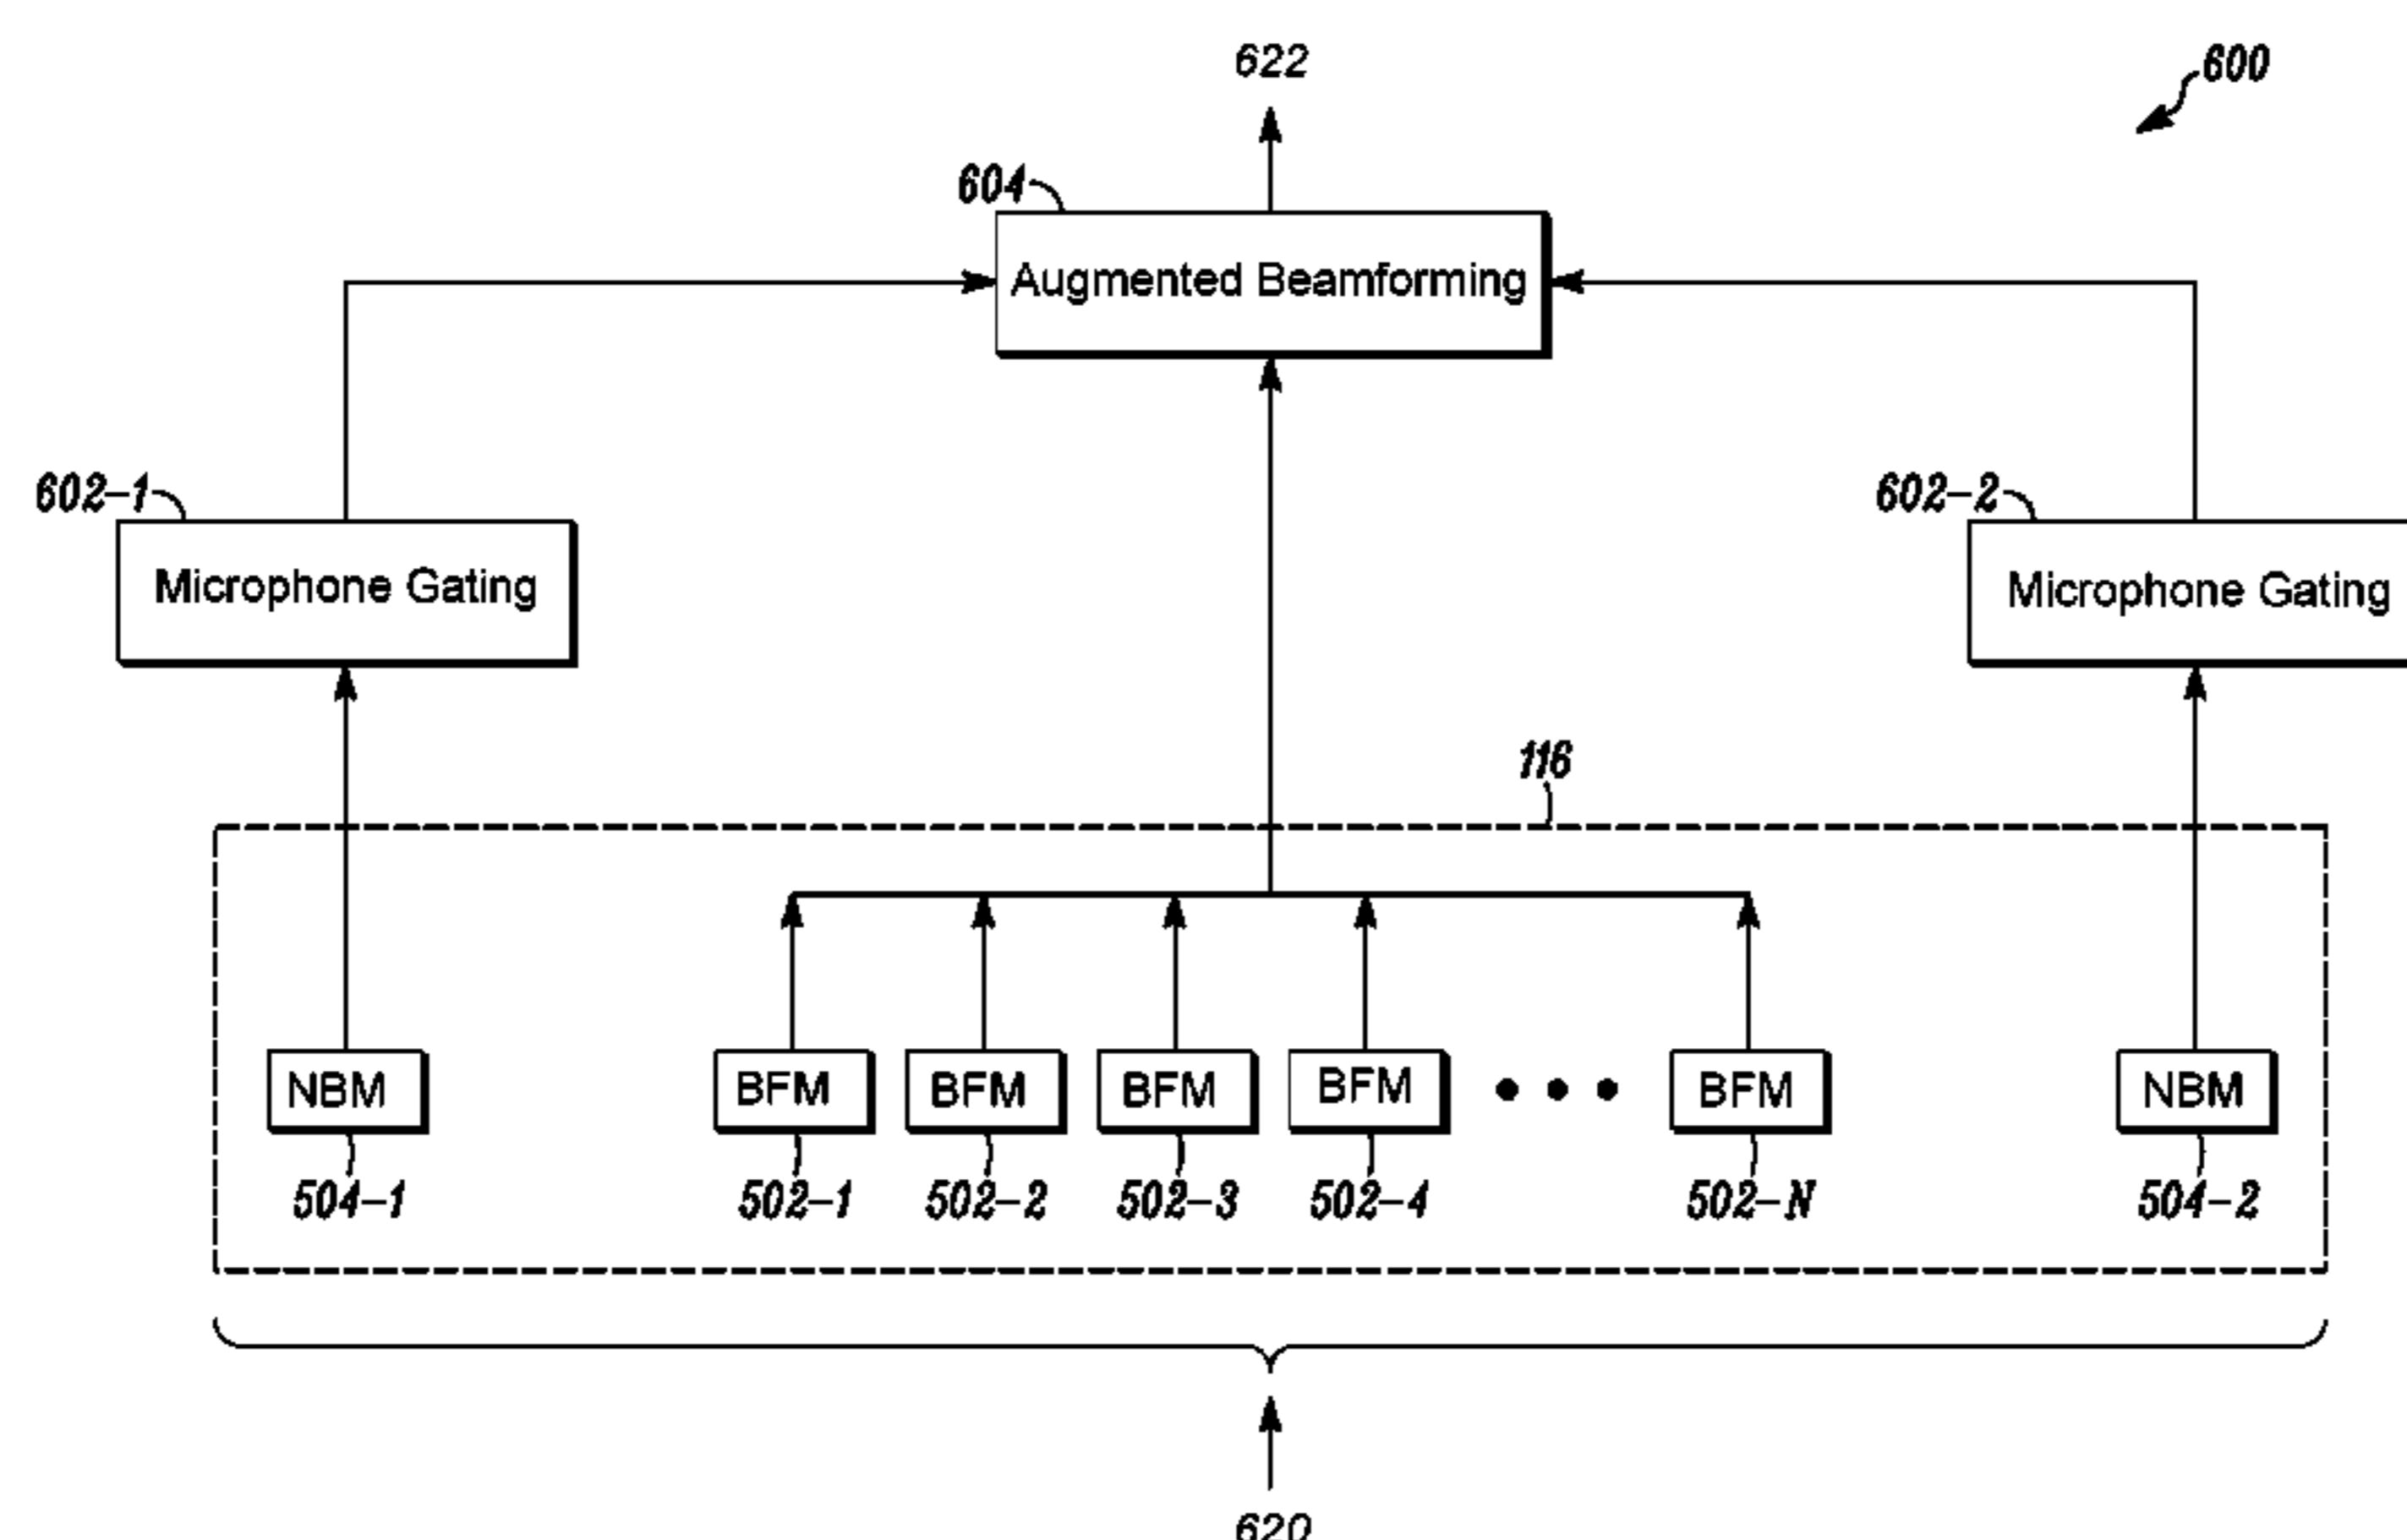 622
600
604
Augmented Beamforming
602-1
602-2
Microphone Gating
Microphone Gating
116
NBM
BFM
BFM
BFM
BFM
BFM
NBM
504-1
502-1
502-2
502-3
502-4
502-N
504-2
620